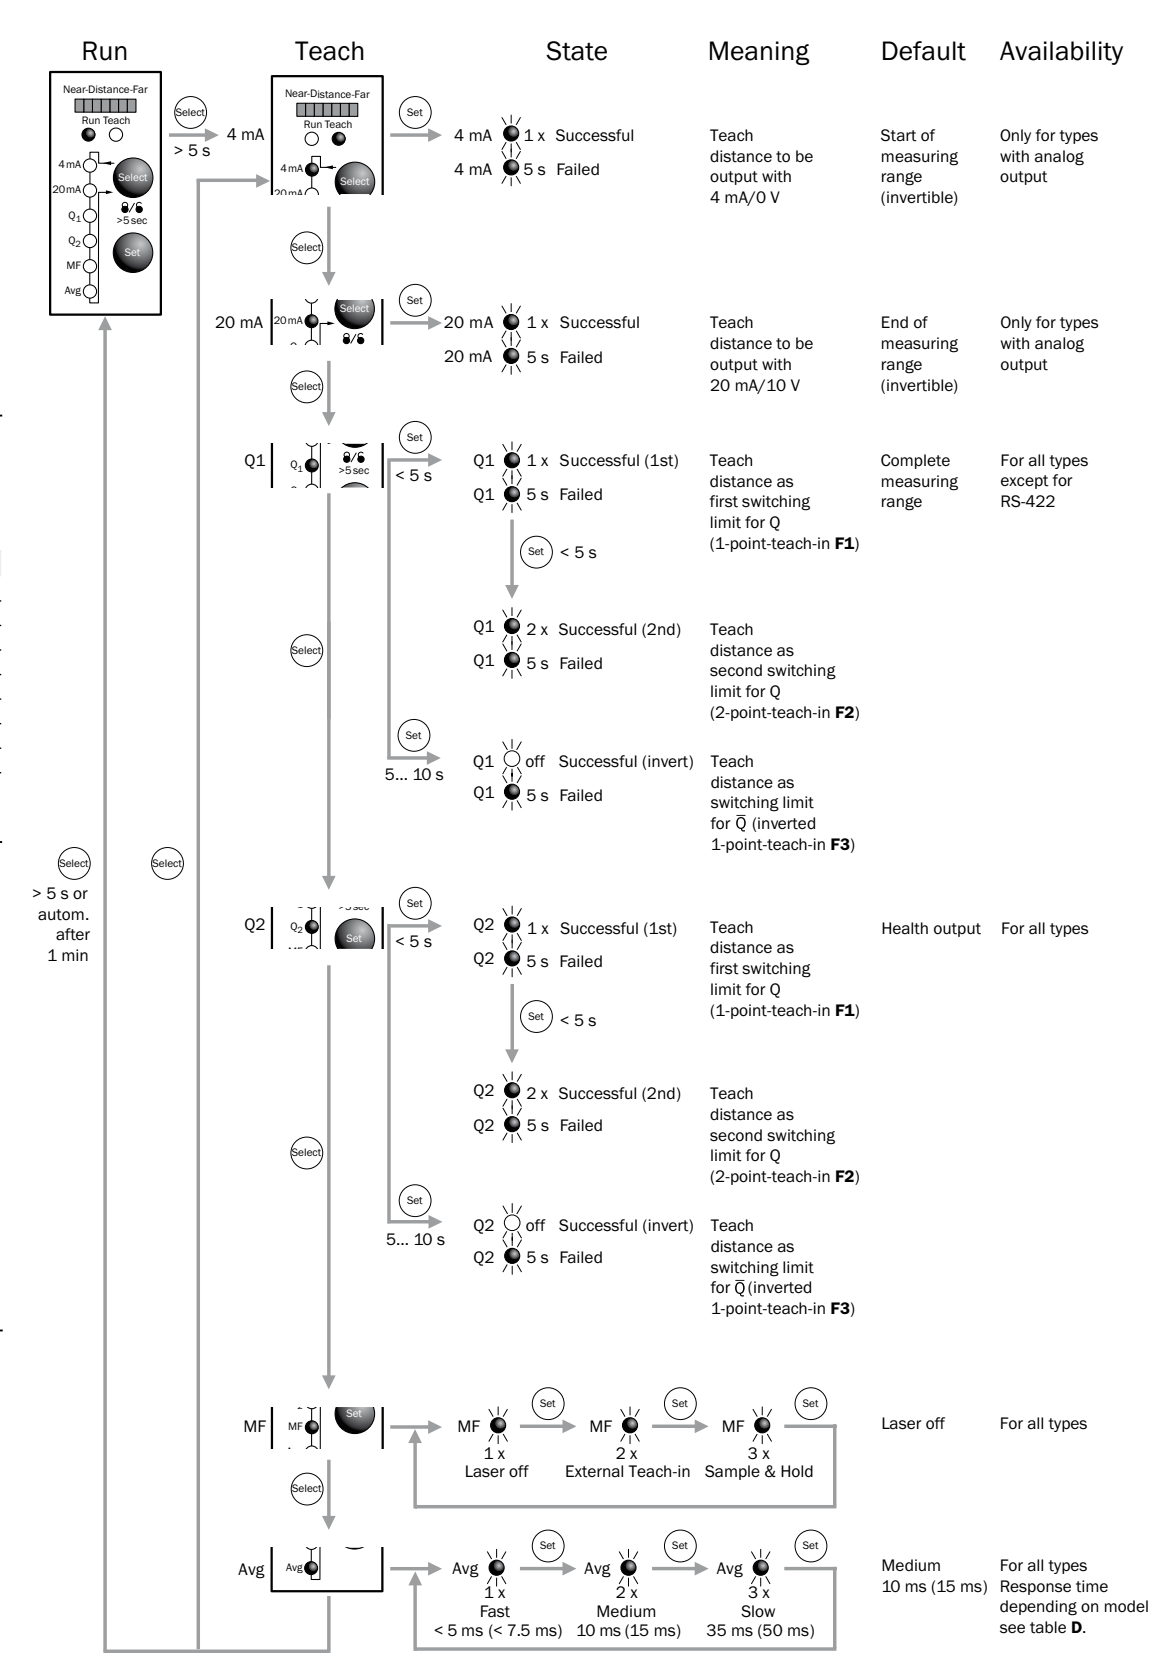 Run Teach State Meaning Default Availability
Near-Distance-Far
Run Teach
4 mA
20 mA
Q1
Q2
MF
Avg
Select
>5 sec
Set
Select
> 5 s
4 mA
Near-Distance-Far
Run Teach
4 mA
20 mA
Select
Set
4 mA 1 x Successful
4 mA 5 s Failed
Teach
distance to be
output with
4 mA/0 V
Start of
measuring
range
(invertible)
Only for types
with analog
output
Select
20 mA
20 mA
Select
Set
20 mA 1 x Successful
20 mA 5 s Failed
Teach
distance to be
output with
20 mA/10 V
End of
measuring
range
(invertible)
Only for types
with analog
output
Select
Q1
Q1
>5 sec
Set
< 5 s
Q1 1 x Successful (1st)
Q1 5 s Failed
Teach
distance as
first switching
limit for Q
(1-point-teach-in F1)
Complete
measuring
range
For all types
except for
RS-422
Set < 5 s
Select
Q1 2 x Successful (2nd)
Q1 5 s Failed
Teach
distance as
second switching
limit for Q
(2-point-teach-in F2)
Set
5... 10 s
Q1 off Successful (invert)
Q1 5 s Failed
Teach
distance as
switching limit
for Q̅ (inverted
1-point-teach-in F3)
Select
> 5 s or
autom.
after
1 min
Select
Q2
Q2
>5 sec
Set
Set
< 5 s
Q2 1 x Successful (1st)
Q2 5 s Failed
Teach
distance as
first switching
limit for Q
(1-point-teach-in F1)
Health output
For all types
Set < 5 s
Select
Q2 2 x Successful (2nd)
Q2 5 s Failed
Teach
distance as
second switching
limit for Q
(2-point-teach-in F2)
Set
5... 10 s
Q2 off Successful (invert)
Q2 5 s Failed
Teach
distance as
switching limit
for Q̅ (inverted
1-point-teach-in F3)
MF
MF
Set
MF
1 x
Laser off
Set
MF
2 x
External Teach-in
Set
MF
3 x
Sample & Hold
Set
Laser off
For all types
Select
Avg
Avg
Avg
1 x
Fast
< 5 ms (< 7.5 ms)
Set
Avg
2 x
Medium
10 ms (15 ms)
Set
Avg
3 x
Slow
35 ms (50 ms)
Set
Medium
10 ms (15 ms)
For all types
Response time
depending on model
see table D.